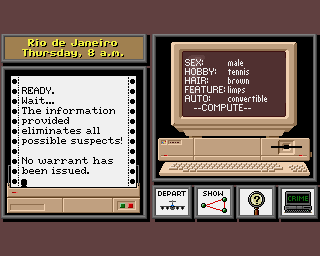 Rio de Janeiro
Thursday, 8 a.m.
READY.
Wait...
The information
provided
eliminates all
possible suspects!
No warrant has
been issued.
SEX: male
HOBBY: tennis
HAIR: brown
FEATURE: limps
AUTO: convertible
--COMPUTE--
DEPART
SHOW
?
CRIME